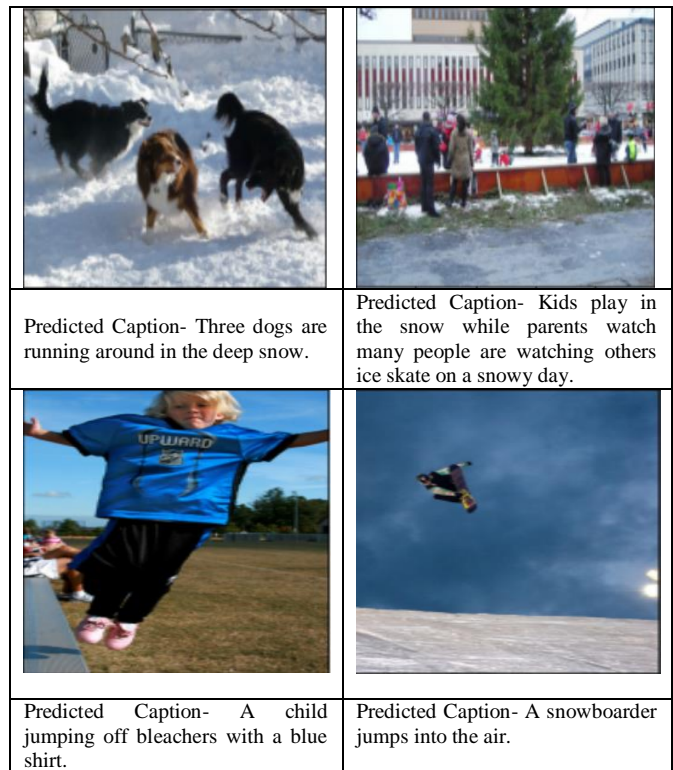 Predicted Caption- Three dogs are
running around in the deep snow.
Predicted Caption- Kids play in
the snow while parents watch
many people are watching others
ice skate on a snowy day.
UPWARD
Predicted Caption- A child
jumping off bleachers with a blue
shirt.
Predicted Caption- A snowboarder
jumps into the air.